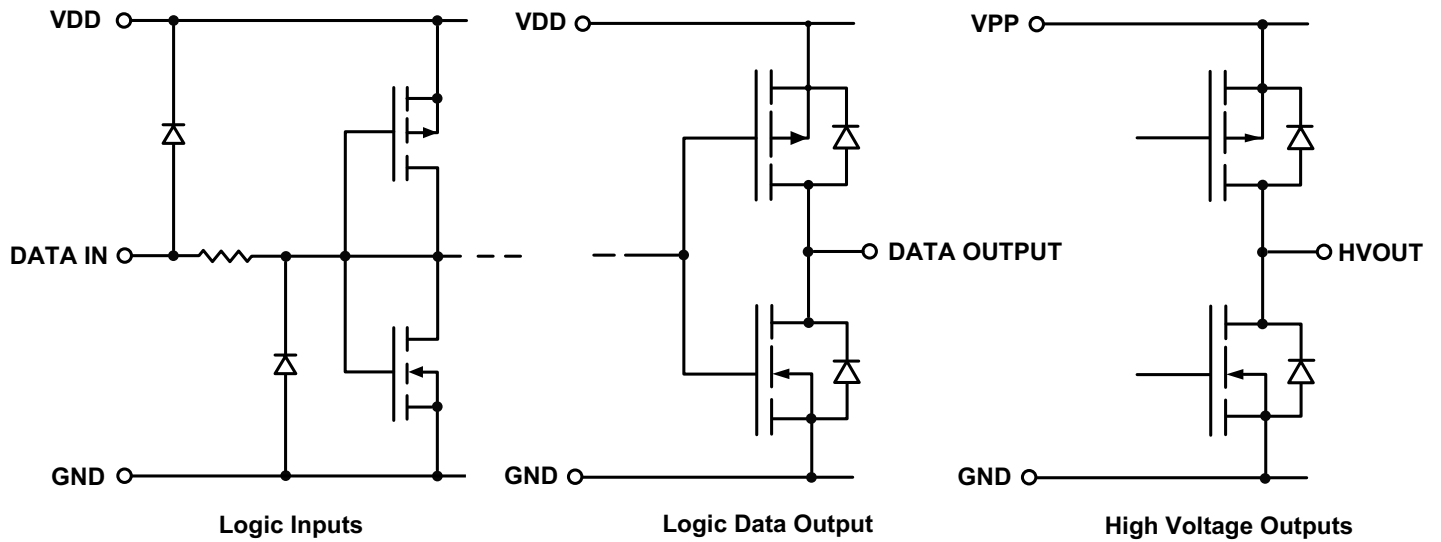 VDD
DATA IN
GND
Logic Inputs
VDD
DATA OUTPUT
GND
Logic Data Output
VPP
HVOUT
GND
High Voltage Outputs